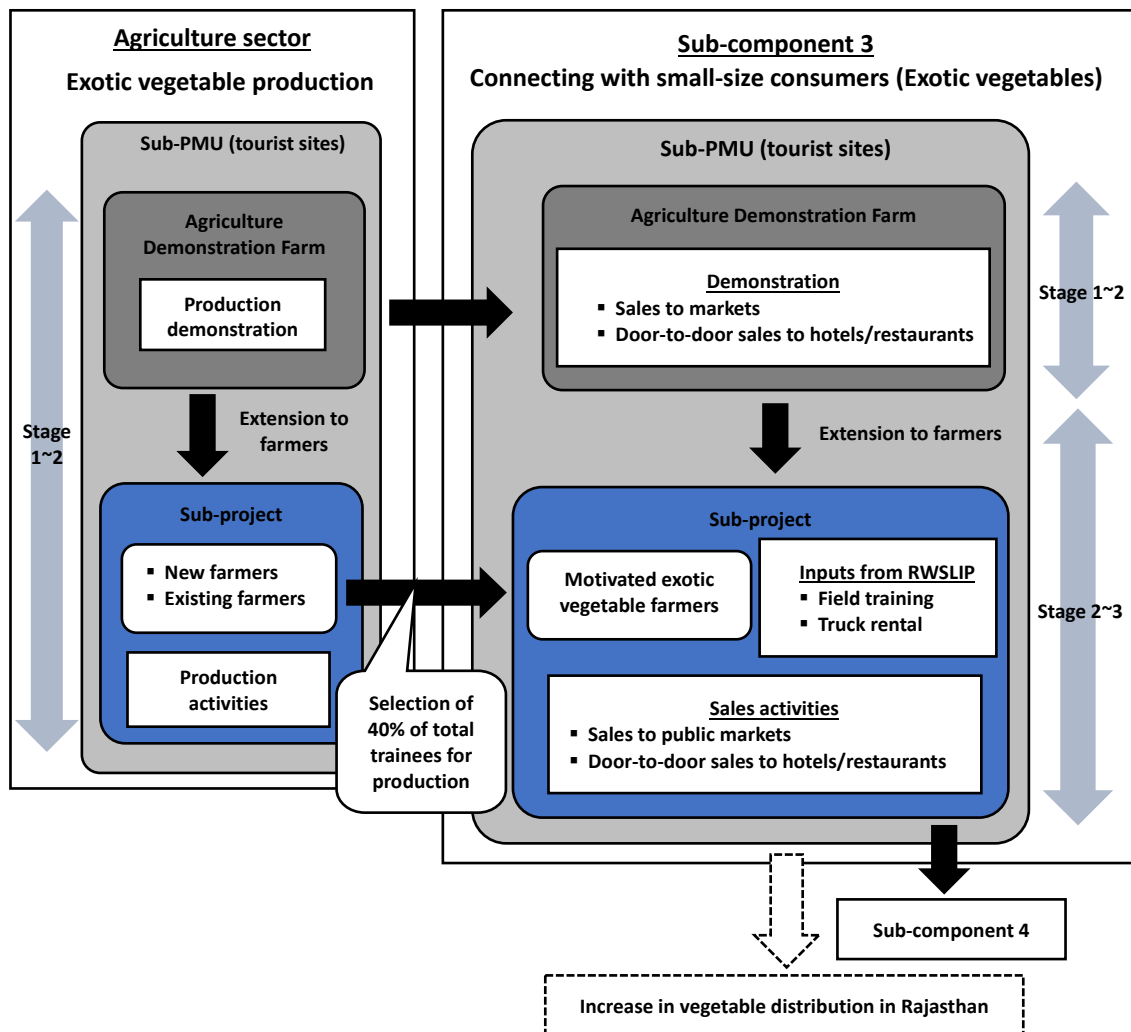 Agriculture sector
Exotic vegetable production
Sub-PMU (tourist sites)
Agriculture
Demonstration Farm
Production
demonstration
Extension to
farmers
Stage
1~2
Sub-project
▪ New farmers
▪ Existing farmers
Production
activities
Selection of
40% of total
trainees for
production
Sub-component 3
Connecting with small-size consumers (Exotic vegetables)
Sub-PMU (tourist sites)
Agriculture Demonstration Farm
Demonstration
▪ Sales to markets
▪ Door-to-door sales to hotels/restaurants
Stage 1~2
Extension to farmers
Sub-project
Motivated exotic
vegetable farmers
Inputs from RWSLIP
▪ Field training
▪ Truck rental
Stage 2~3
Sales activities
▪ Sales to public markets
▪ Door-to-door sales to hotels/restaurants
Sub-component 4
Increase in vegetable distribution in Rajasthan